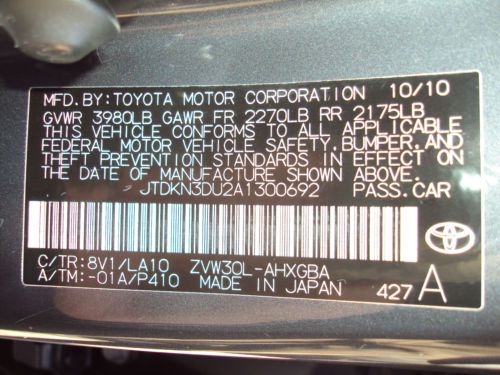 MFD. BY: TOYOTA MOTOR CORPORATION 10/10
GVWR 3980LB GAWR FR 2270LB RR 2175LB
THIS VEHICLE CONFORMS TO ALL APPLICABLE
FEDERAL MOTOR VEHICLE SAFETY, BUMPER, AND
THEFT PREVENTION STANDARDS IN EFFECT ON
THE DATE OF MANUFACTURE SHOWN ABOVE.
JTDKN3DU2A1300692 PASS. CAR
C/TR: 8V1/LA10 ZVW30L-AHXGBA
A/TM: -01A/P410 MADE IN JAPAN 427 A